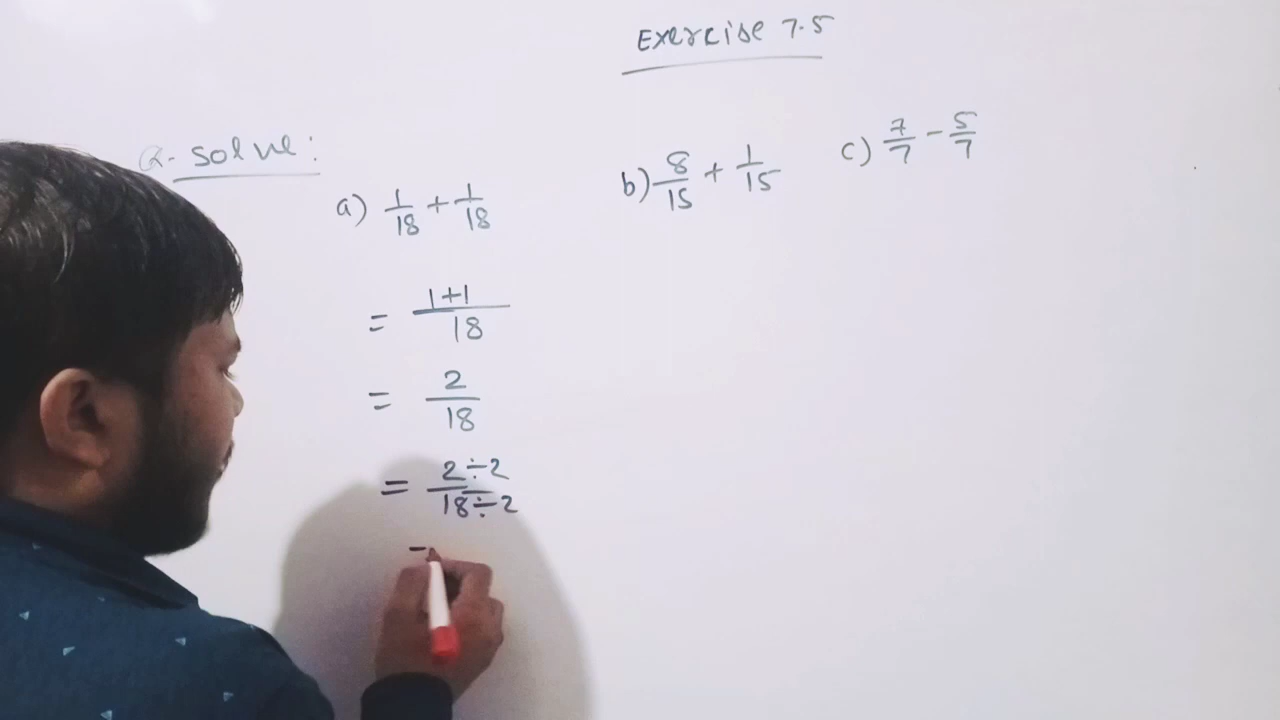 Exercise 7.5
Q. Solve:
a) 1/18 + 1/18
b) 8/15 + 1/15
c) 7/7 - 5/7
= 1+1/18
= 2/18
= 2÷2/18÷2